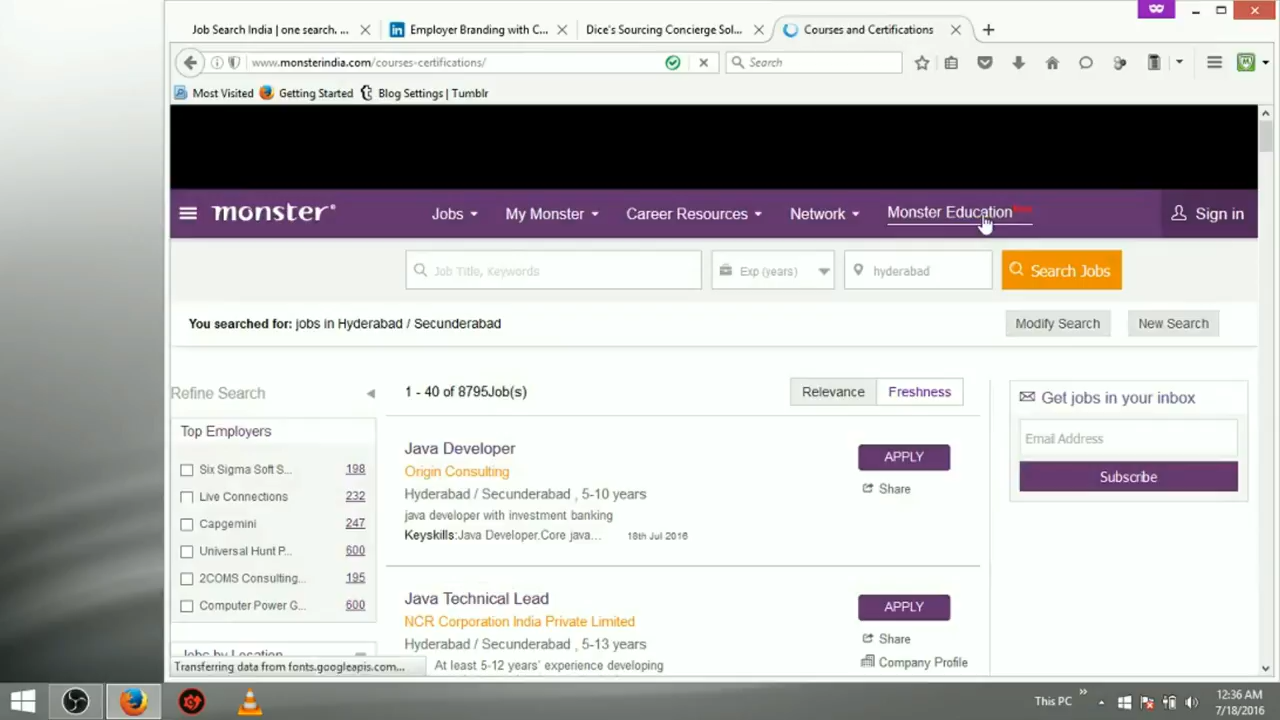 Job Search India | one search. ...
Employer Branding with C...
Dice's Sourcing Concierge Sol...
Courses and Certifications
www.monsterindia.com/courses-certifications/
Search
Most Visited
Getting Started
Blog Settings | Tumblr
monster
Jobs
My Monster
Career Resources
Network
Monster Education
Sign in
Job Title, Keywords
Exp (years)
hyderabad
Search Jobs
You searched for: jobs in Hyderabad / Secunderabad
Modify Search
New Search
Refine Search
1 - 40 of 8795Job(s)
Relevance
Freshness
Get jobs in your inbox
Email Address
Subscribe
Top Employers
Six Sigma Soft S... 198
Live Connections 232
Capgemini 247
Universal Hunt P... 600
2COMS Consulting... 195
Computer Power G... 600
Jobs by Location
Java Developer
APPLY
Origin Consulting
Hyderabad / Secunderabad , 5-10 years
Share
java developer with investment banking
Keyskills:Java Developer.Core java... 18th Jul 2016
Java Technical Lead
APPLY
NCR Corporation India Private Limited
Hyderabad / Secunderabad , 5-13 years
Share
At least 5-12 years' experience developing
Company Profile
Transferring data from fonts.googleapis.com...
This PC
12:36 AM
7/18/2016